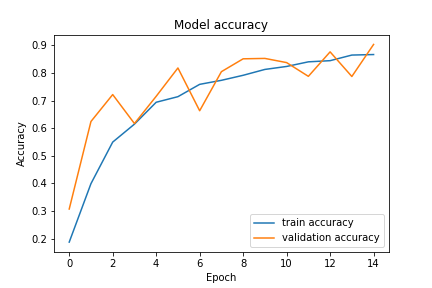 Model accuracy
Accuracy
0.9
0.8
0.7
0.6
0.5
0.4
0.3
0.2
train accuracy
validation accuracy
0 2 4 6 8 10 12 14
Epoch